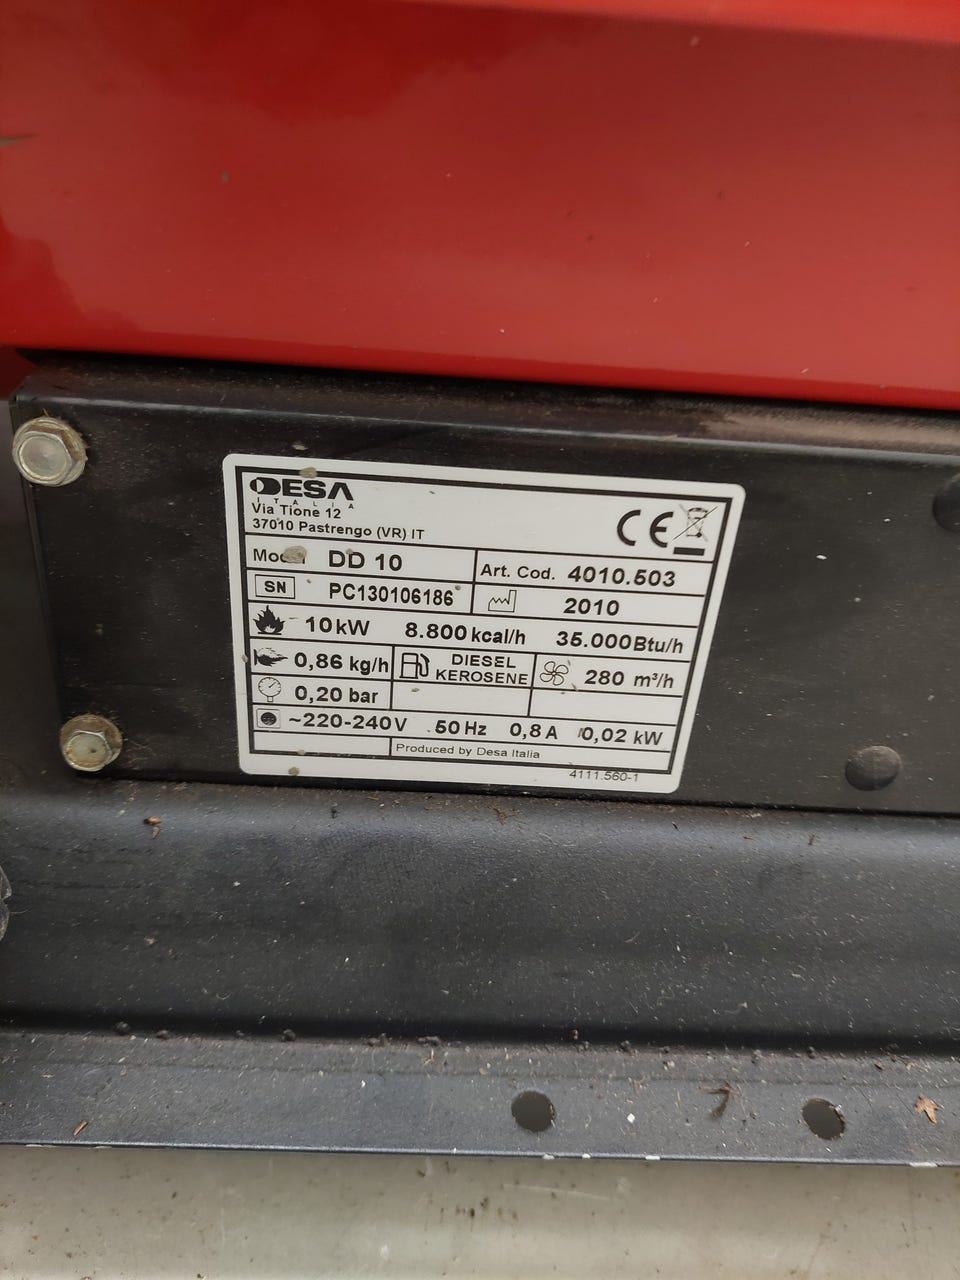 DESA
ITALIA
Via Tione 12
37010 Pastrengo (VR) IT
CE
DD 10
Art. Cod. 4010.503
SN PC130106186
2010
10kW 8.800 kcal/h 35.000Btu/h
0,86 kg/h
DIESEL
KEROSENE
280 m³/h
0,20 bar
~220-240V 50Hz 0,8A 0,02 kW
Produced by Desa Italia
4111.560-1